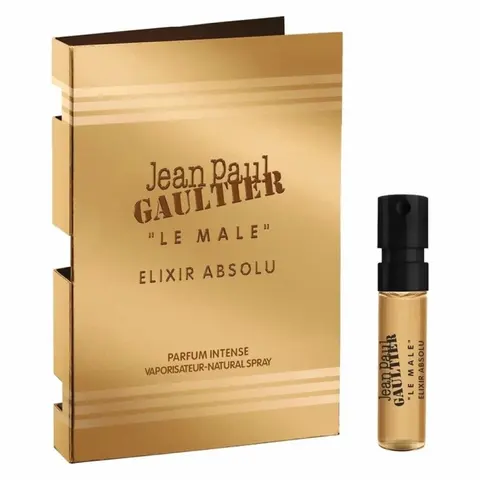 Jean Paul
GAULTIER
"LE MALE"
ELIXIR ABSOLU
PARFUM INTENSE
VAPORISATEUR-NATURAL SPRAY
Jean Paul
GAULTIER
"LE MALE"
ELIXIR ABSOLU